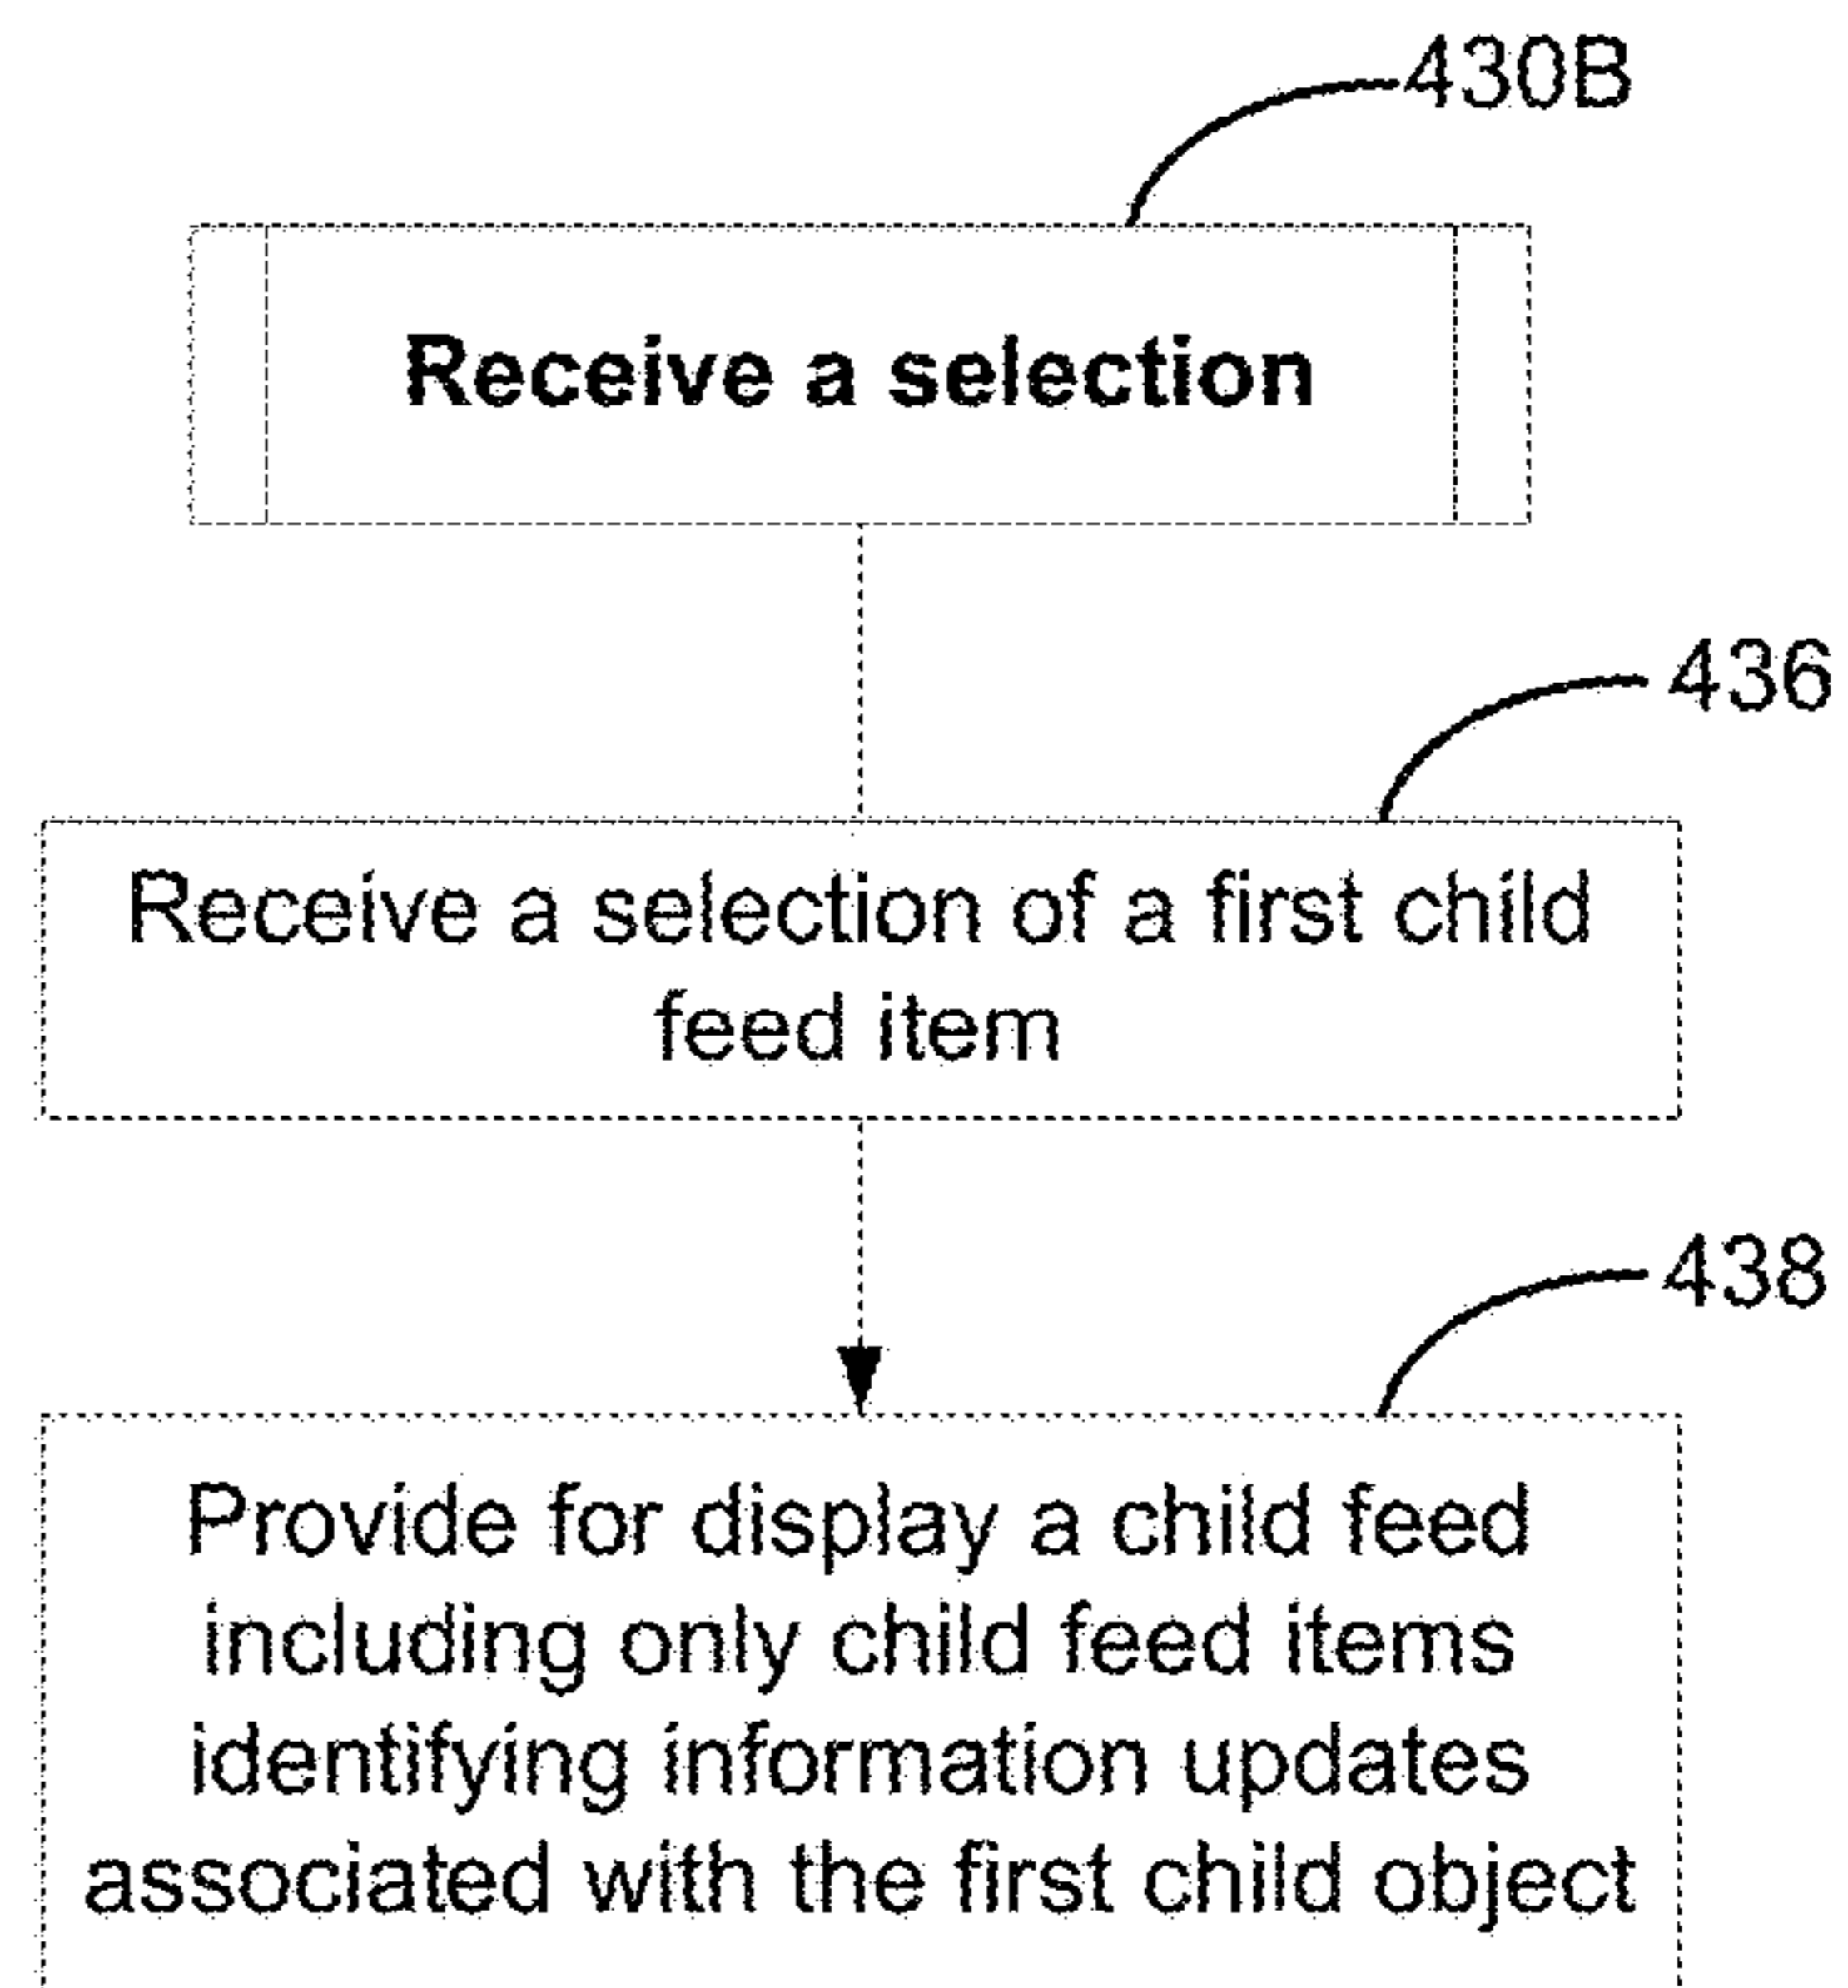 430B
Receive a selection
436
Receive a selection of a first child
feed item
438
Provide for display a child feed
including only child feed items
identifying information updates
associated with the first child object